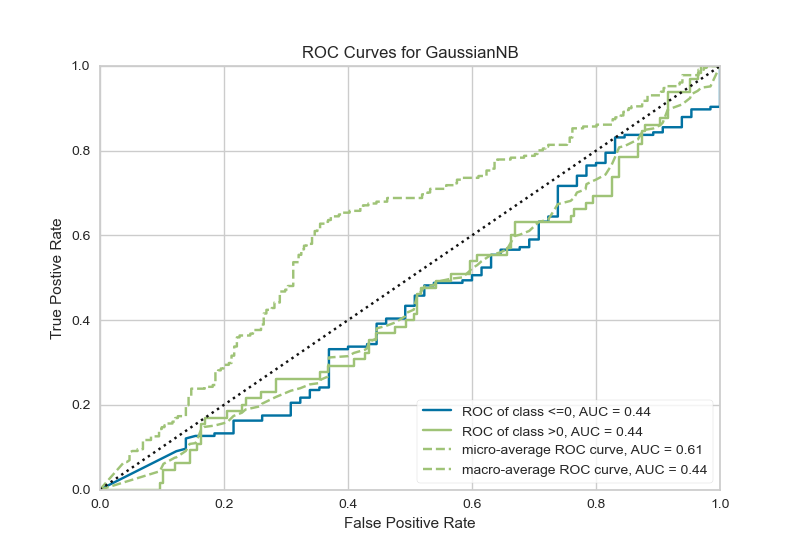 ROC Curves for GaussianNB
1.0
0.8
0.6
0.4
0.2
0.0
True Positive Rate
ROC of class <=0, AUC = 0.44
ROC of class >0, AUC = 0.44
micro-average ROC curve, AUC = 0.61
macro-average ROC curve, AUC = 0.44
0.0 0.2 0.4 0.6 0.8 1.0
False Positive Rate